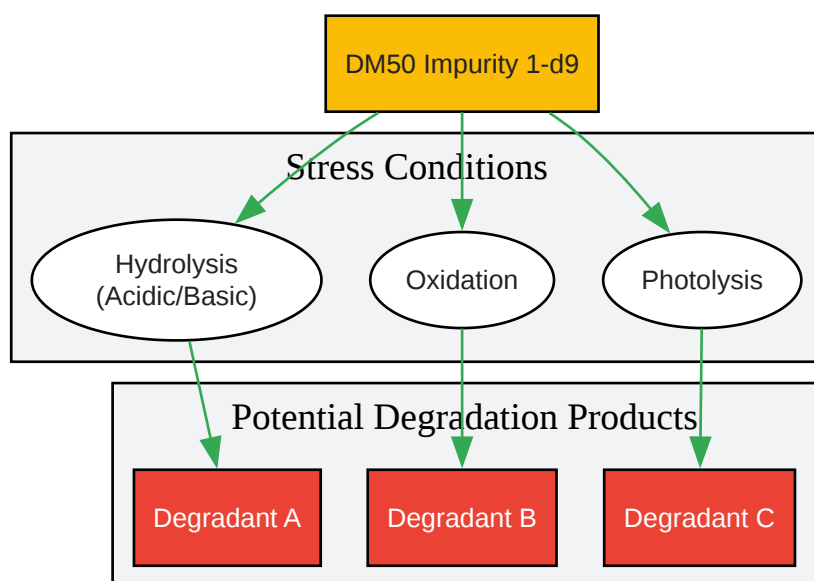 DM50 Impurity 1-d9
Stress Conditions
Hydrolysis
(Acidic/Basic)
Oxidation
Photolysis
Potential Degradation Products
Degradant A
Degradant B
Degradant C